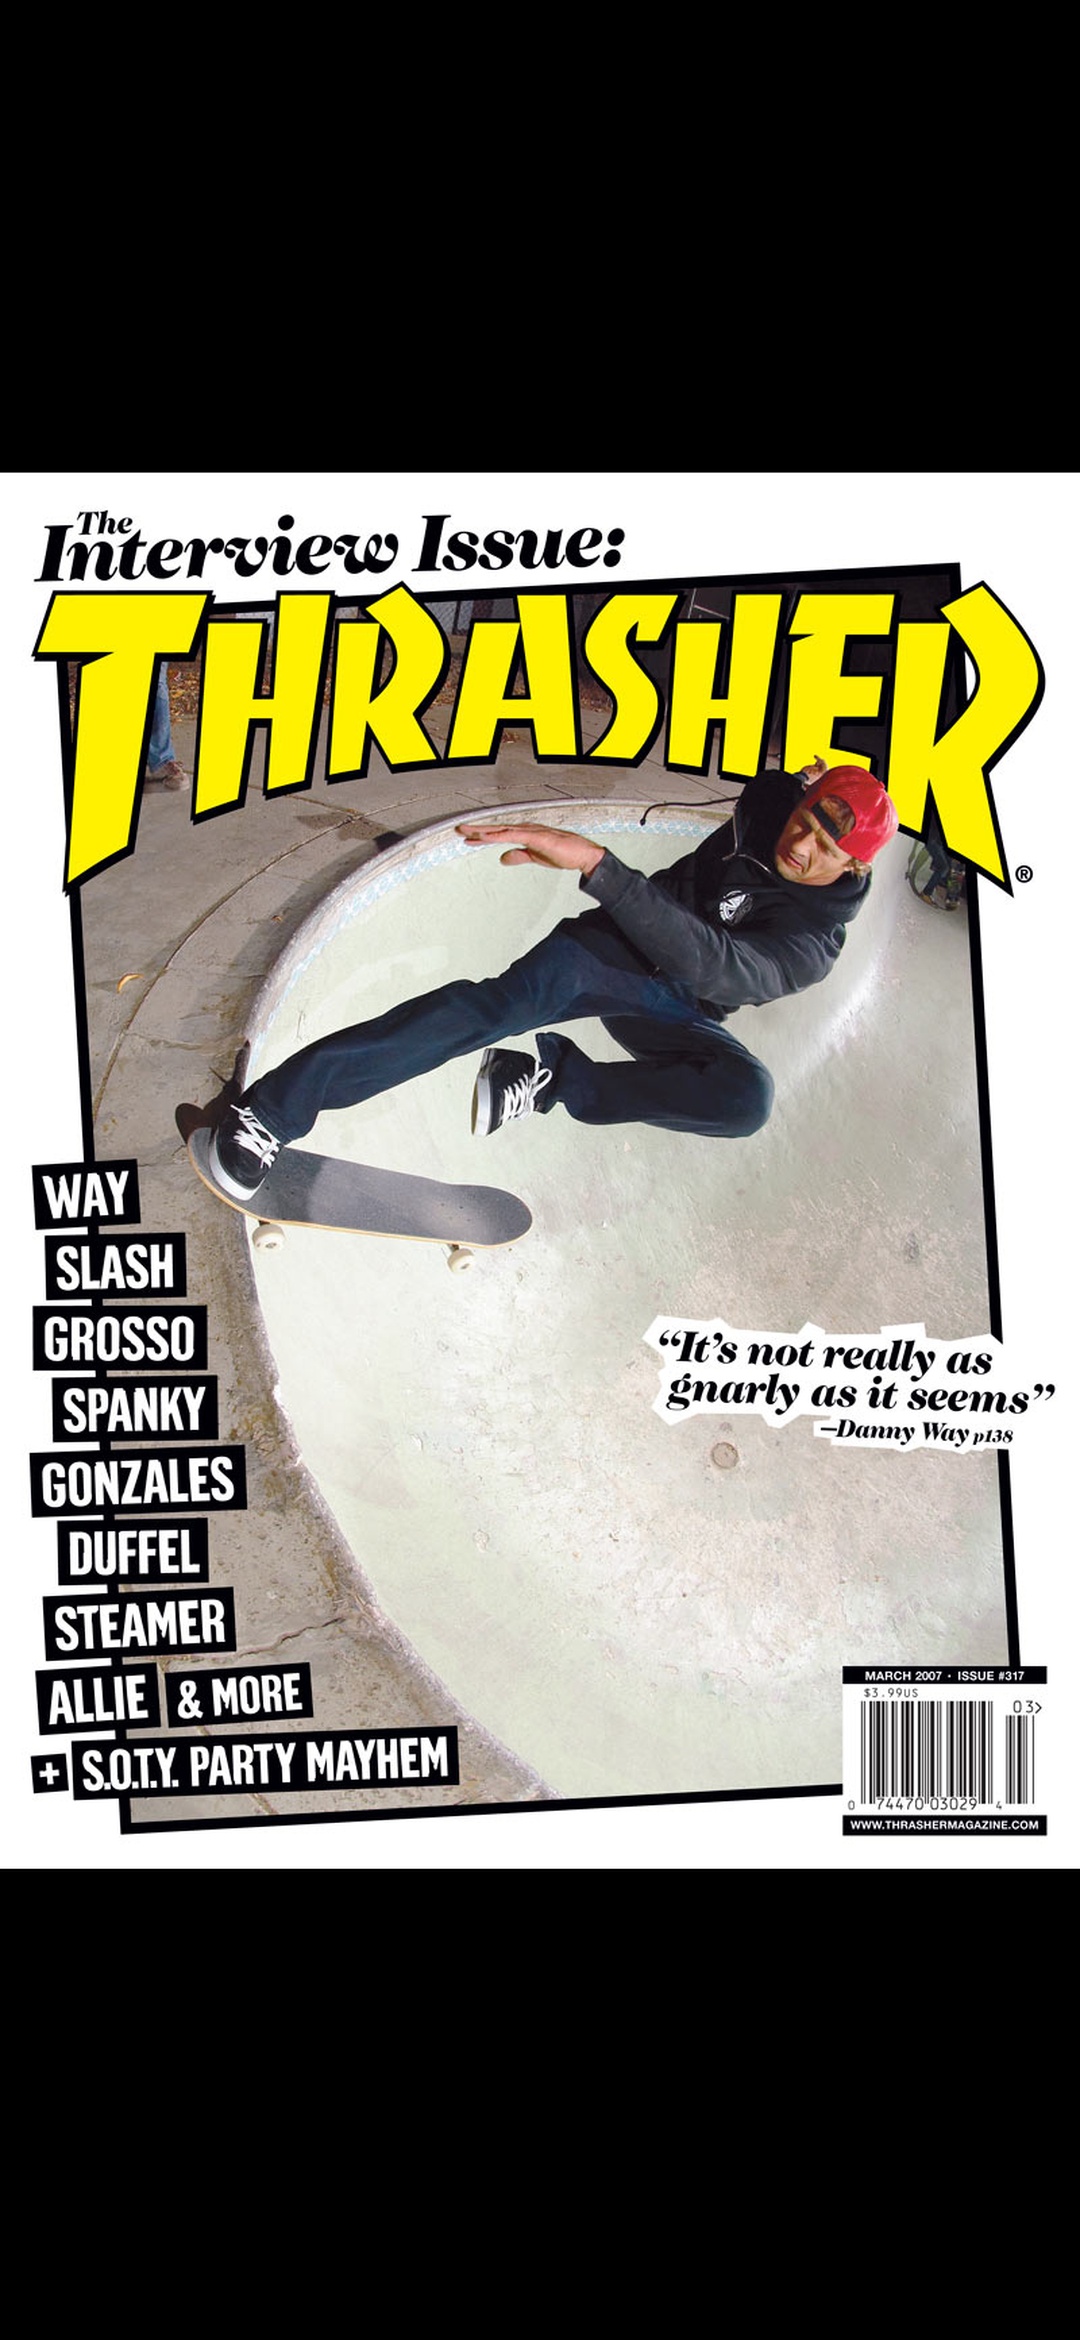 The
Interview Issue:
THRASHER
®
WAY
SLASH
GROSSO
SPANKY
GONZALES
DUFFEL
STEAMER
ALLIE & MORE
+ S.O.T.Y. PARTY MAYHEM
“It’s not really as
gnarly as it seems”
–Danny Way p138
MARCH 2007 • ISSUE #317
$3.99US
03>
0 74470 03029 4
WWW.THRASHERMAGAZINE.COM